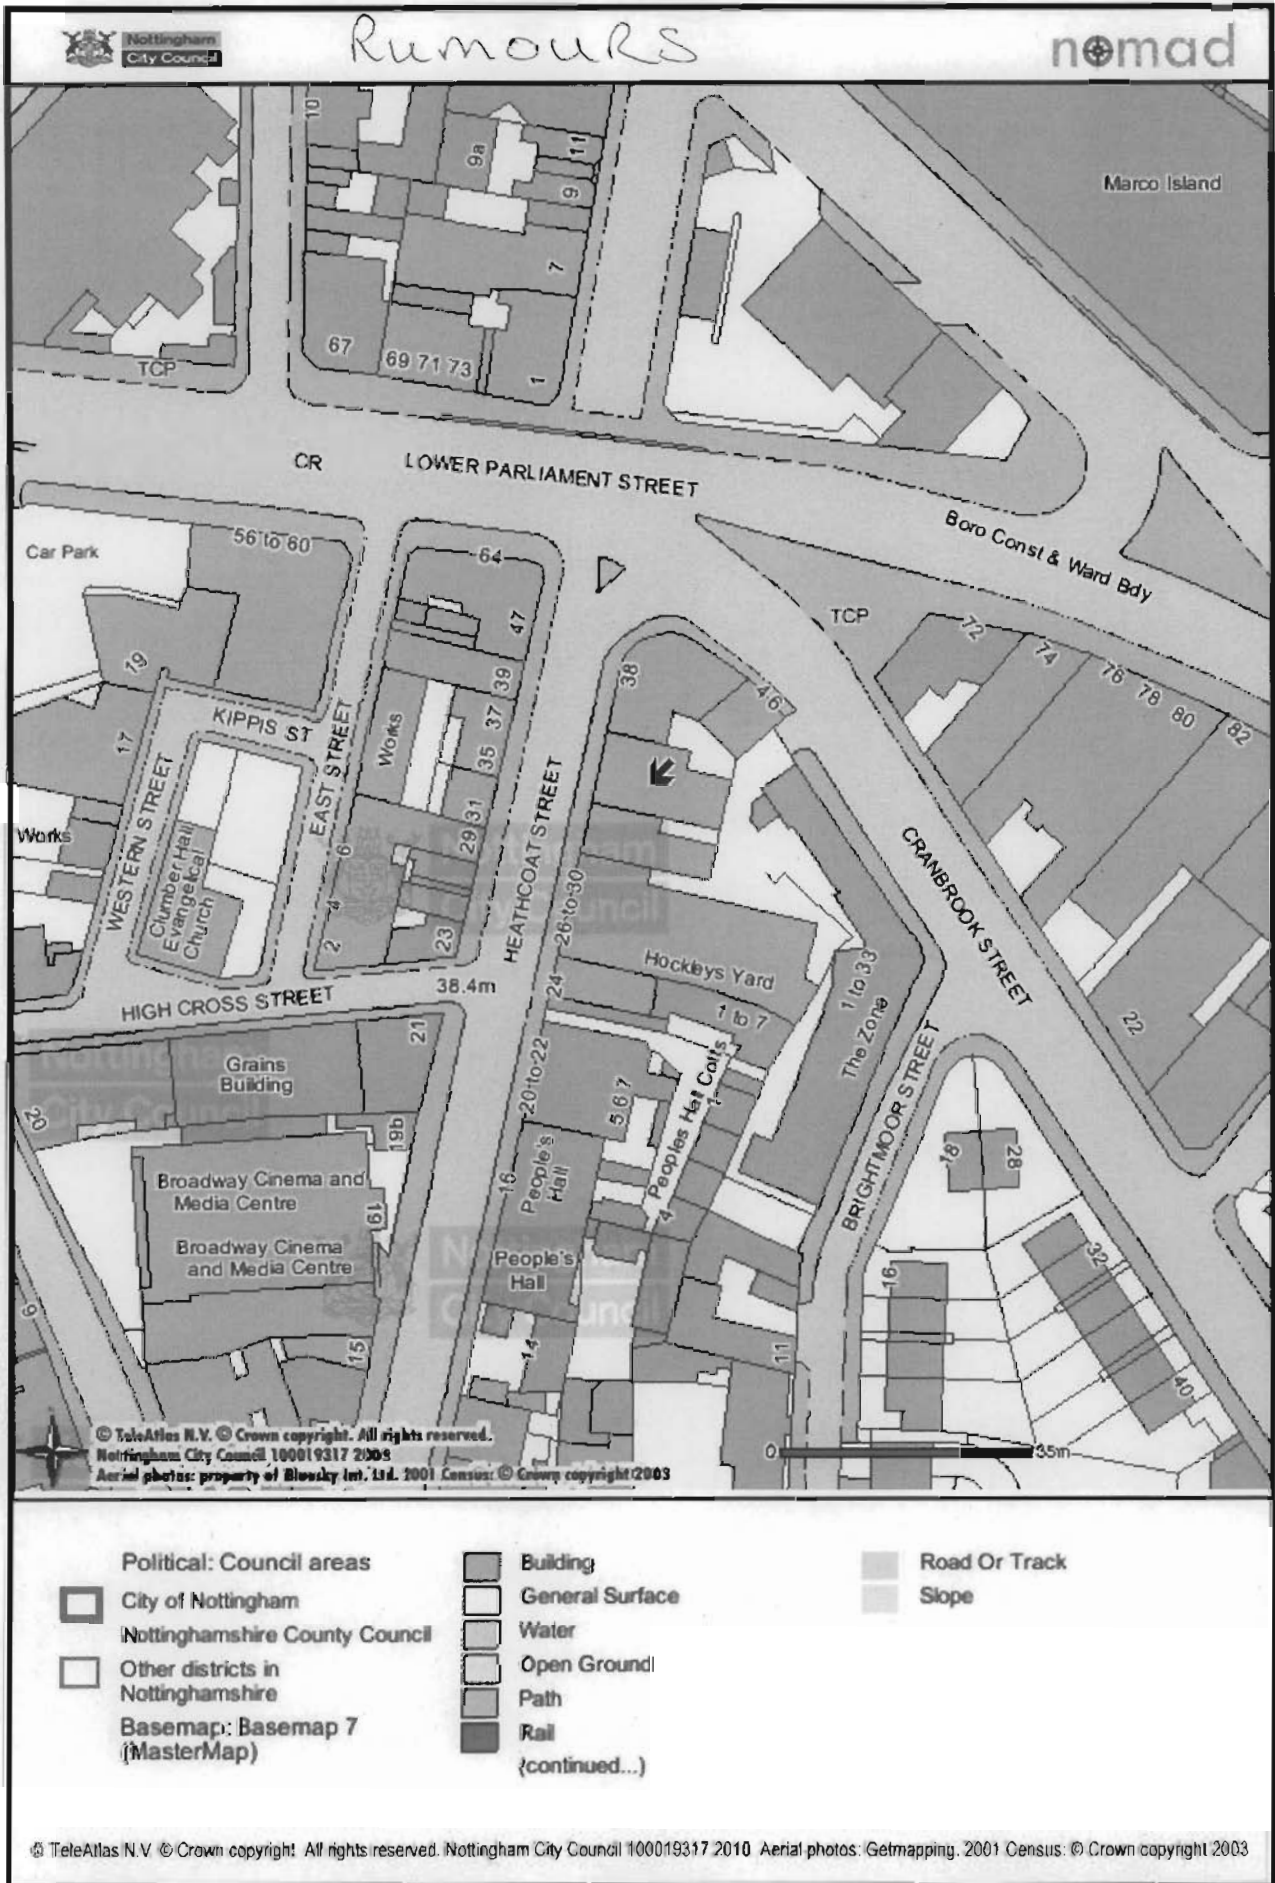 Nottingham
City Council
RumouRs
nomad
10
9a
11
9
7
Marco Island
67
69 71 73
1
TCP
CR
LOWER PARLIAMENT STREET
Boro Const & Ward Bdy
Car Park
56 to 60
64
47
TCP
72
74
76
78
80
82
19
39
38
46
KIPPIS ST
17
Works
37
35
EAST STREET
WESTERN STREET
HEATHCOAT STREET
Works
Clumber Hall
Evangelical
Church
6
4
2
29 31
23
26 to 30
CRANBROOK STREET
Nottingham
City Council
Hockleys Yard
1 to 7
1 to 33
The Zone
38.4m
24
HIGH CROSS STREET
21
22
Nottingham
City Council
Grains
Building
20
20 to 22
5 6 7
Peoples Hall Cotts
1
4
BRIGHTMOOR STREET
19b
16
People's
Hall
18
28
Broadway Cinema and
Media Centre
19
Broadway Cinema
and Media Centre
People's
Hall
Nottingham
City Council
16
32
9
15
14
11
40
© TeleAtlas N.V. © Crown copyright. All rights reserved.
Nottingham City Council 100019317 2008
Aerial photos: property of Bluesky Int. Ltd. 2001 Census: © Crown copyright 2003
0
35m
Political: Council areas
City of Nottingham
Nottinghamshire County Council
Other districts in
Nottinghamshire
Basemap: Basemap 7
(MasterMap)
Building
General Surface
Water
Open Ground
Path
Rail
(continued...)
Road Or Track
Slope
© TeleAtlas N.V © Crown copyright All rights reserved. Nottingham City Council 100019317 2010 Aerial photos: Getmapping. 2001 Census: © Crown copyright 2003